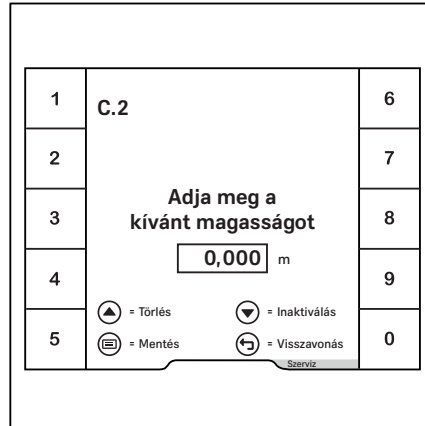 1
2
3
4
5
C.2
Adja meg a
kívánt magasságot
0,000 m
= Törlés
= Inaktiválás
= Mentés
= Visszavonás
Szerviz
6
7
8
9
0